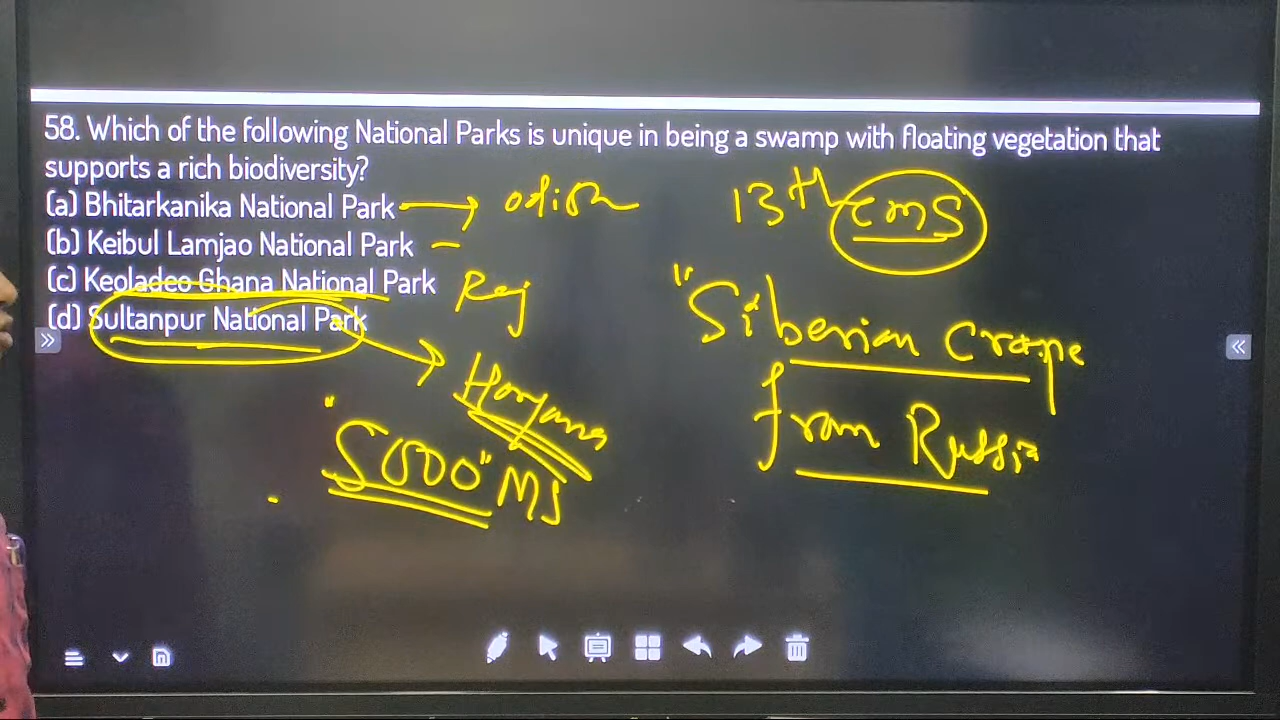 58. Which of the following National Parks is unique in being a swamp with floating vegetation that
supports a rich biodiversity?
(a) Bhitarkanika National Park → odish
(b) Keibul Lamjao National Park –
(c) Keoladeo Ghana National Park Raj
(d) Sultanpur National Park → Haryana
"5000" MS
13th CMS
"Siberian Crane
from Russia